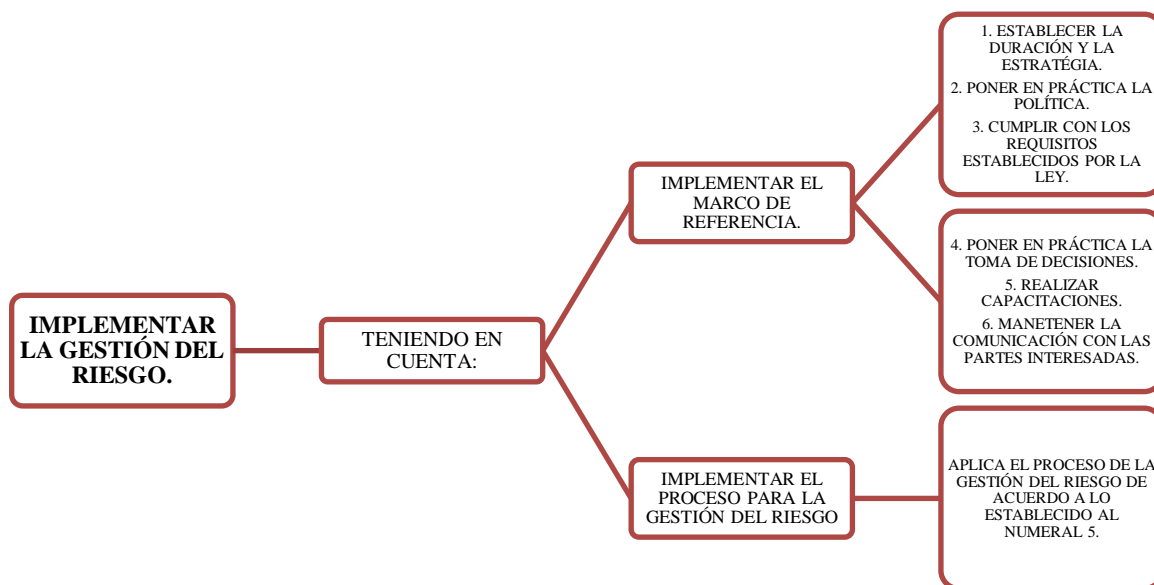 IMPLEMENTAR
LA GESTIÓN DEL
RIESGO.
TENIENDO EN
CUENTA:
IMPLEMENTAR EL
MARCO DE
REFERENCIA.
1. ESTABLECER LA
DURACIÓN Y LA
ESTRATÉGIA.
2. PONER EN PRÁCTICA LA
POLÍTICA.
3. CUMPLIR CON LOS
REQUISITOS
ESTABLECIDOS POR LA
LEY.
4. PONER EN PRÁCTICA LA
TOMA DE DECISIONES.
5. REALIZAR
CAPACITACIONES.
6. MANETENER LA
COMUNICACIÓN CON LAS
PARTES INTERESADAS.
IMPLEMENTAR EL
PROCESO PARA LA
GESTIÓN DEL RIESGO
APLICA EL PROCESO DE LA
GESTIÓN DEL RIESGO DE
ACUERDO A LO
ESTABLECIDO AL
NUMERAL 5.